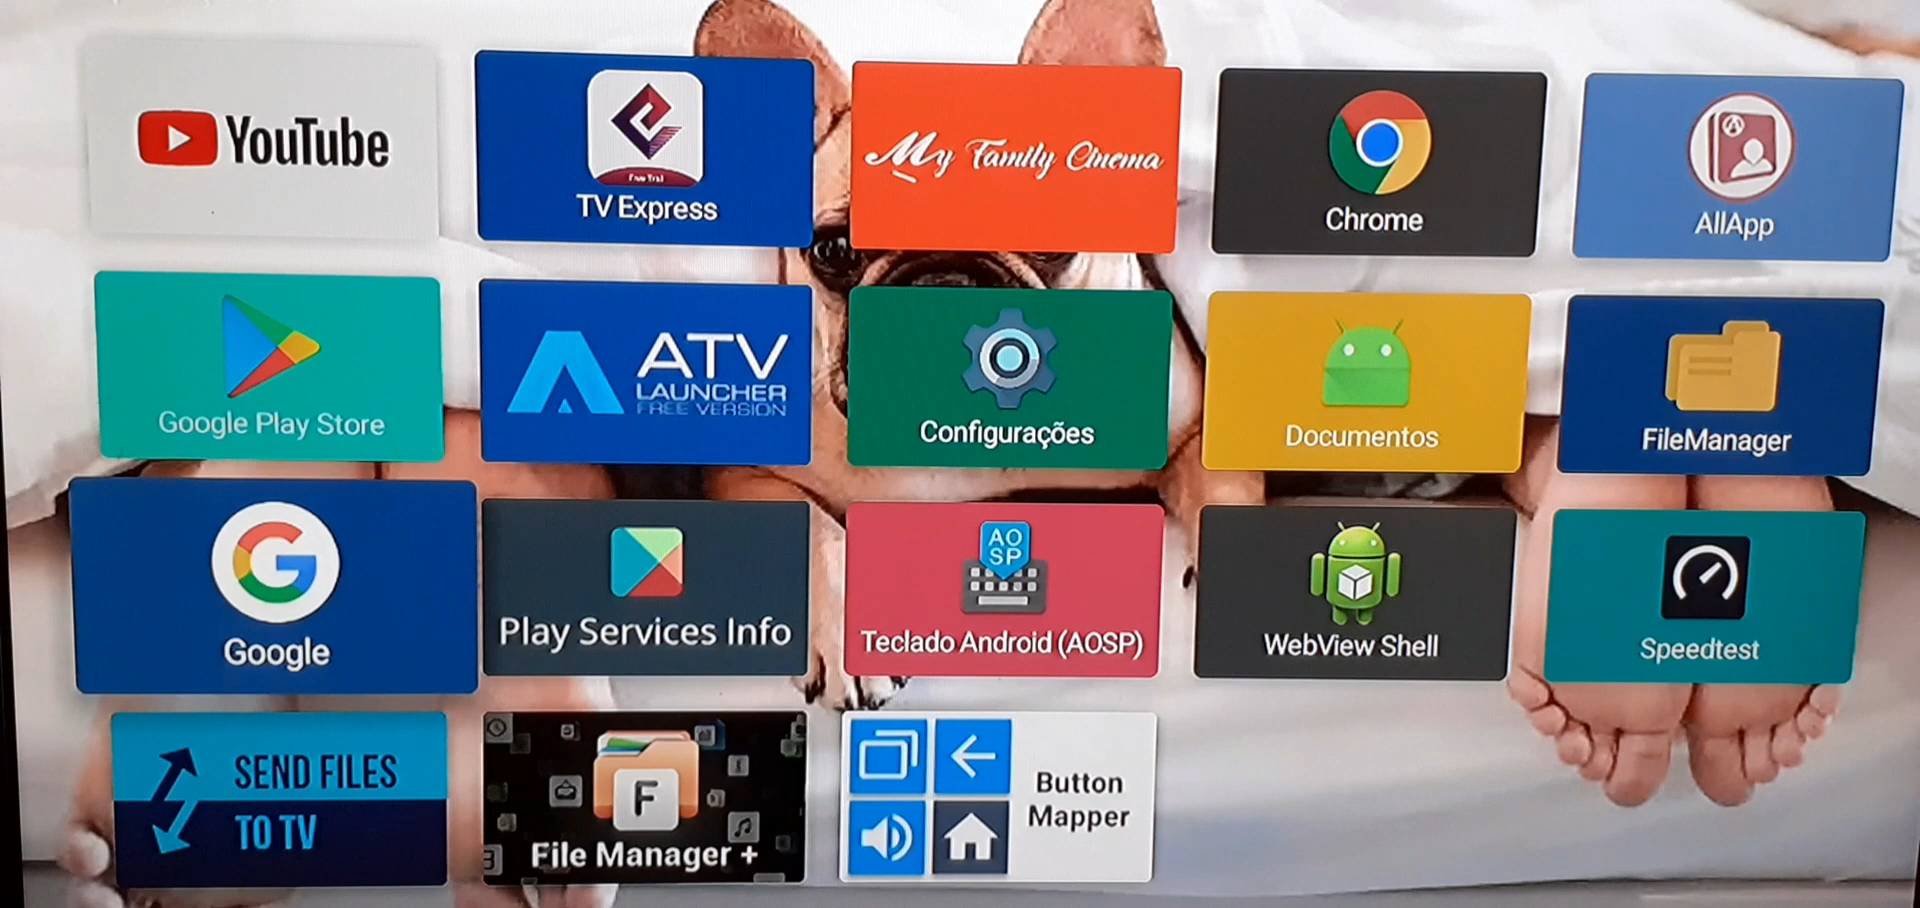 YouTube
Free Trial
TV Express
My Family Cinema
Chrome
AllApp
Google Play Store
ATV
LAUNCHER
FREE VERSION
Configurações
Documentos
FileManager
Google
Play Services Info
AO
SP
Teclado Android (AOSP)
WebView Shell
Speedtest
SEND FILES
TO TV
F
File Manager +
Button
Mapper